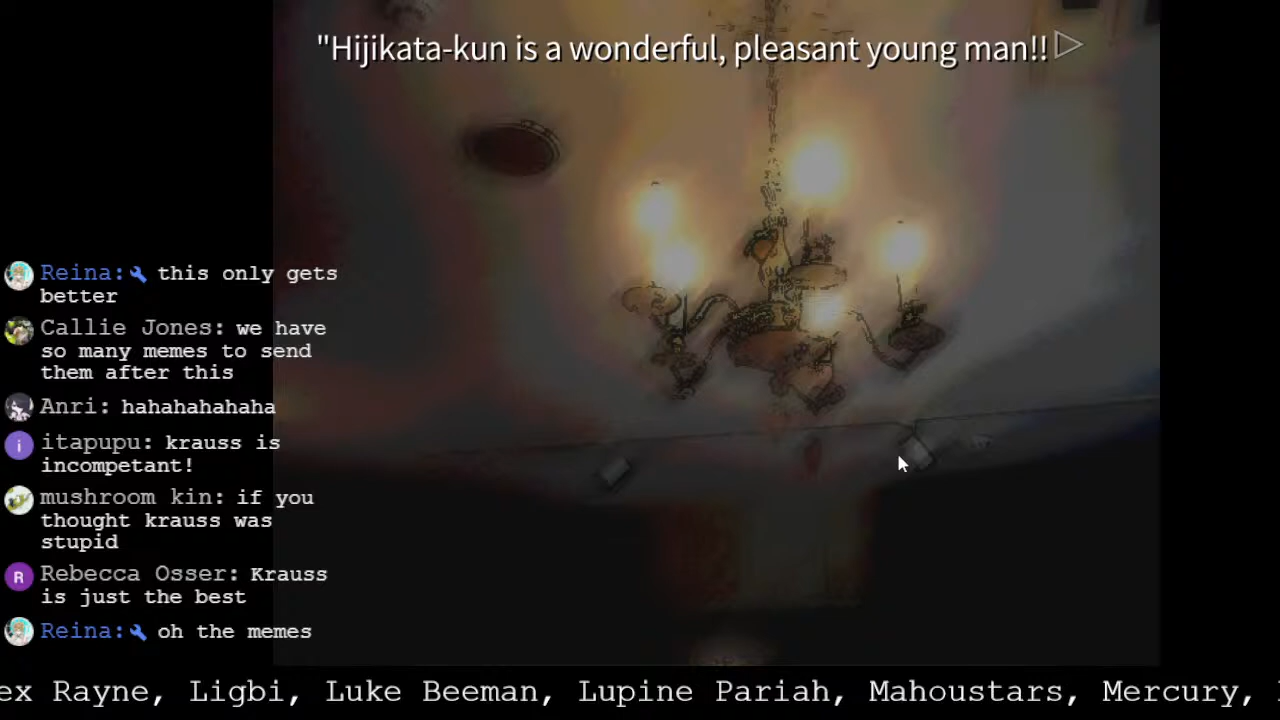 "Hijikata-kun is a wonderful, pleasant young man!!
Reina: this only gets
better
Callie Jones: we have
so many memes to send
them after this
Anri: hahahahahaha
i
itapupu: krauss is
incompetant!
mushroom kin: if you
thought krauss was
stupid
R
Rebecca Osser: Krauss
is just the best
Reina: oh the memes
ex Rayne, Ligbi, Luke Beeman, Lupine Pariah, Mahoustars, Mercury,